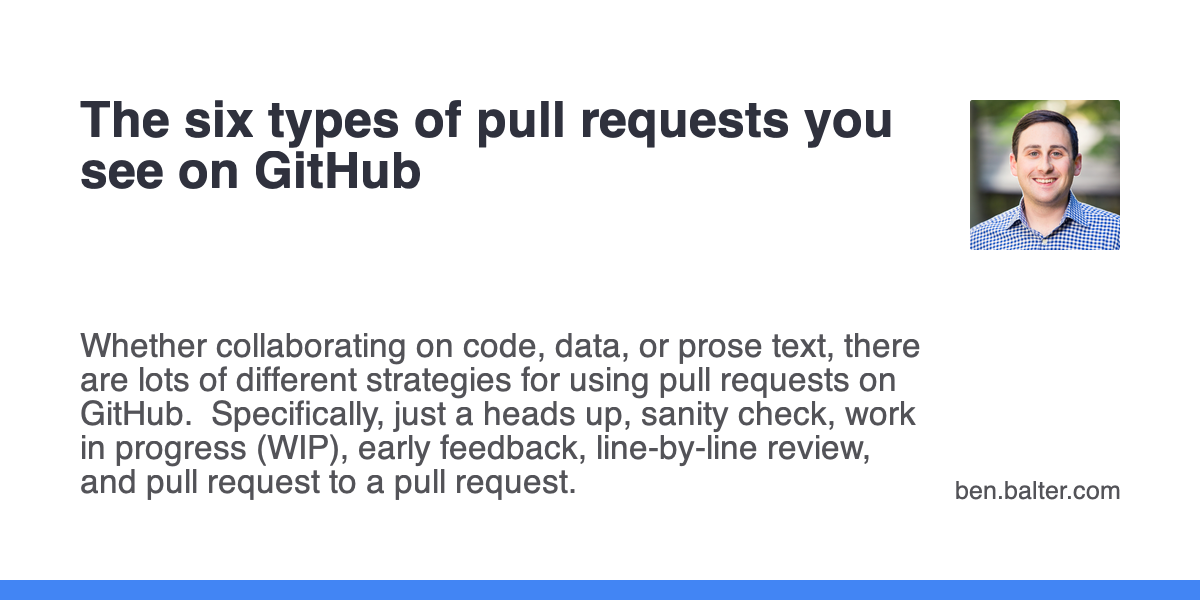 The six types of pull requests you
see on GitHub
Whether collaborating on code, data, or prose text, there
are lots of different strategies for using pull requests on
GitHub.  Specifically, just a heads up, sanity check, work
in progress (WIP), early feedback, line-by-line review,
and pull request to a pull request.
ben.balter.com